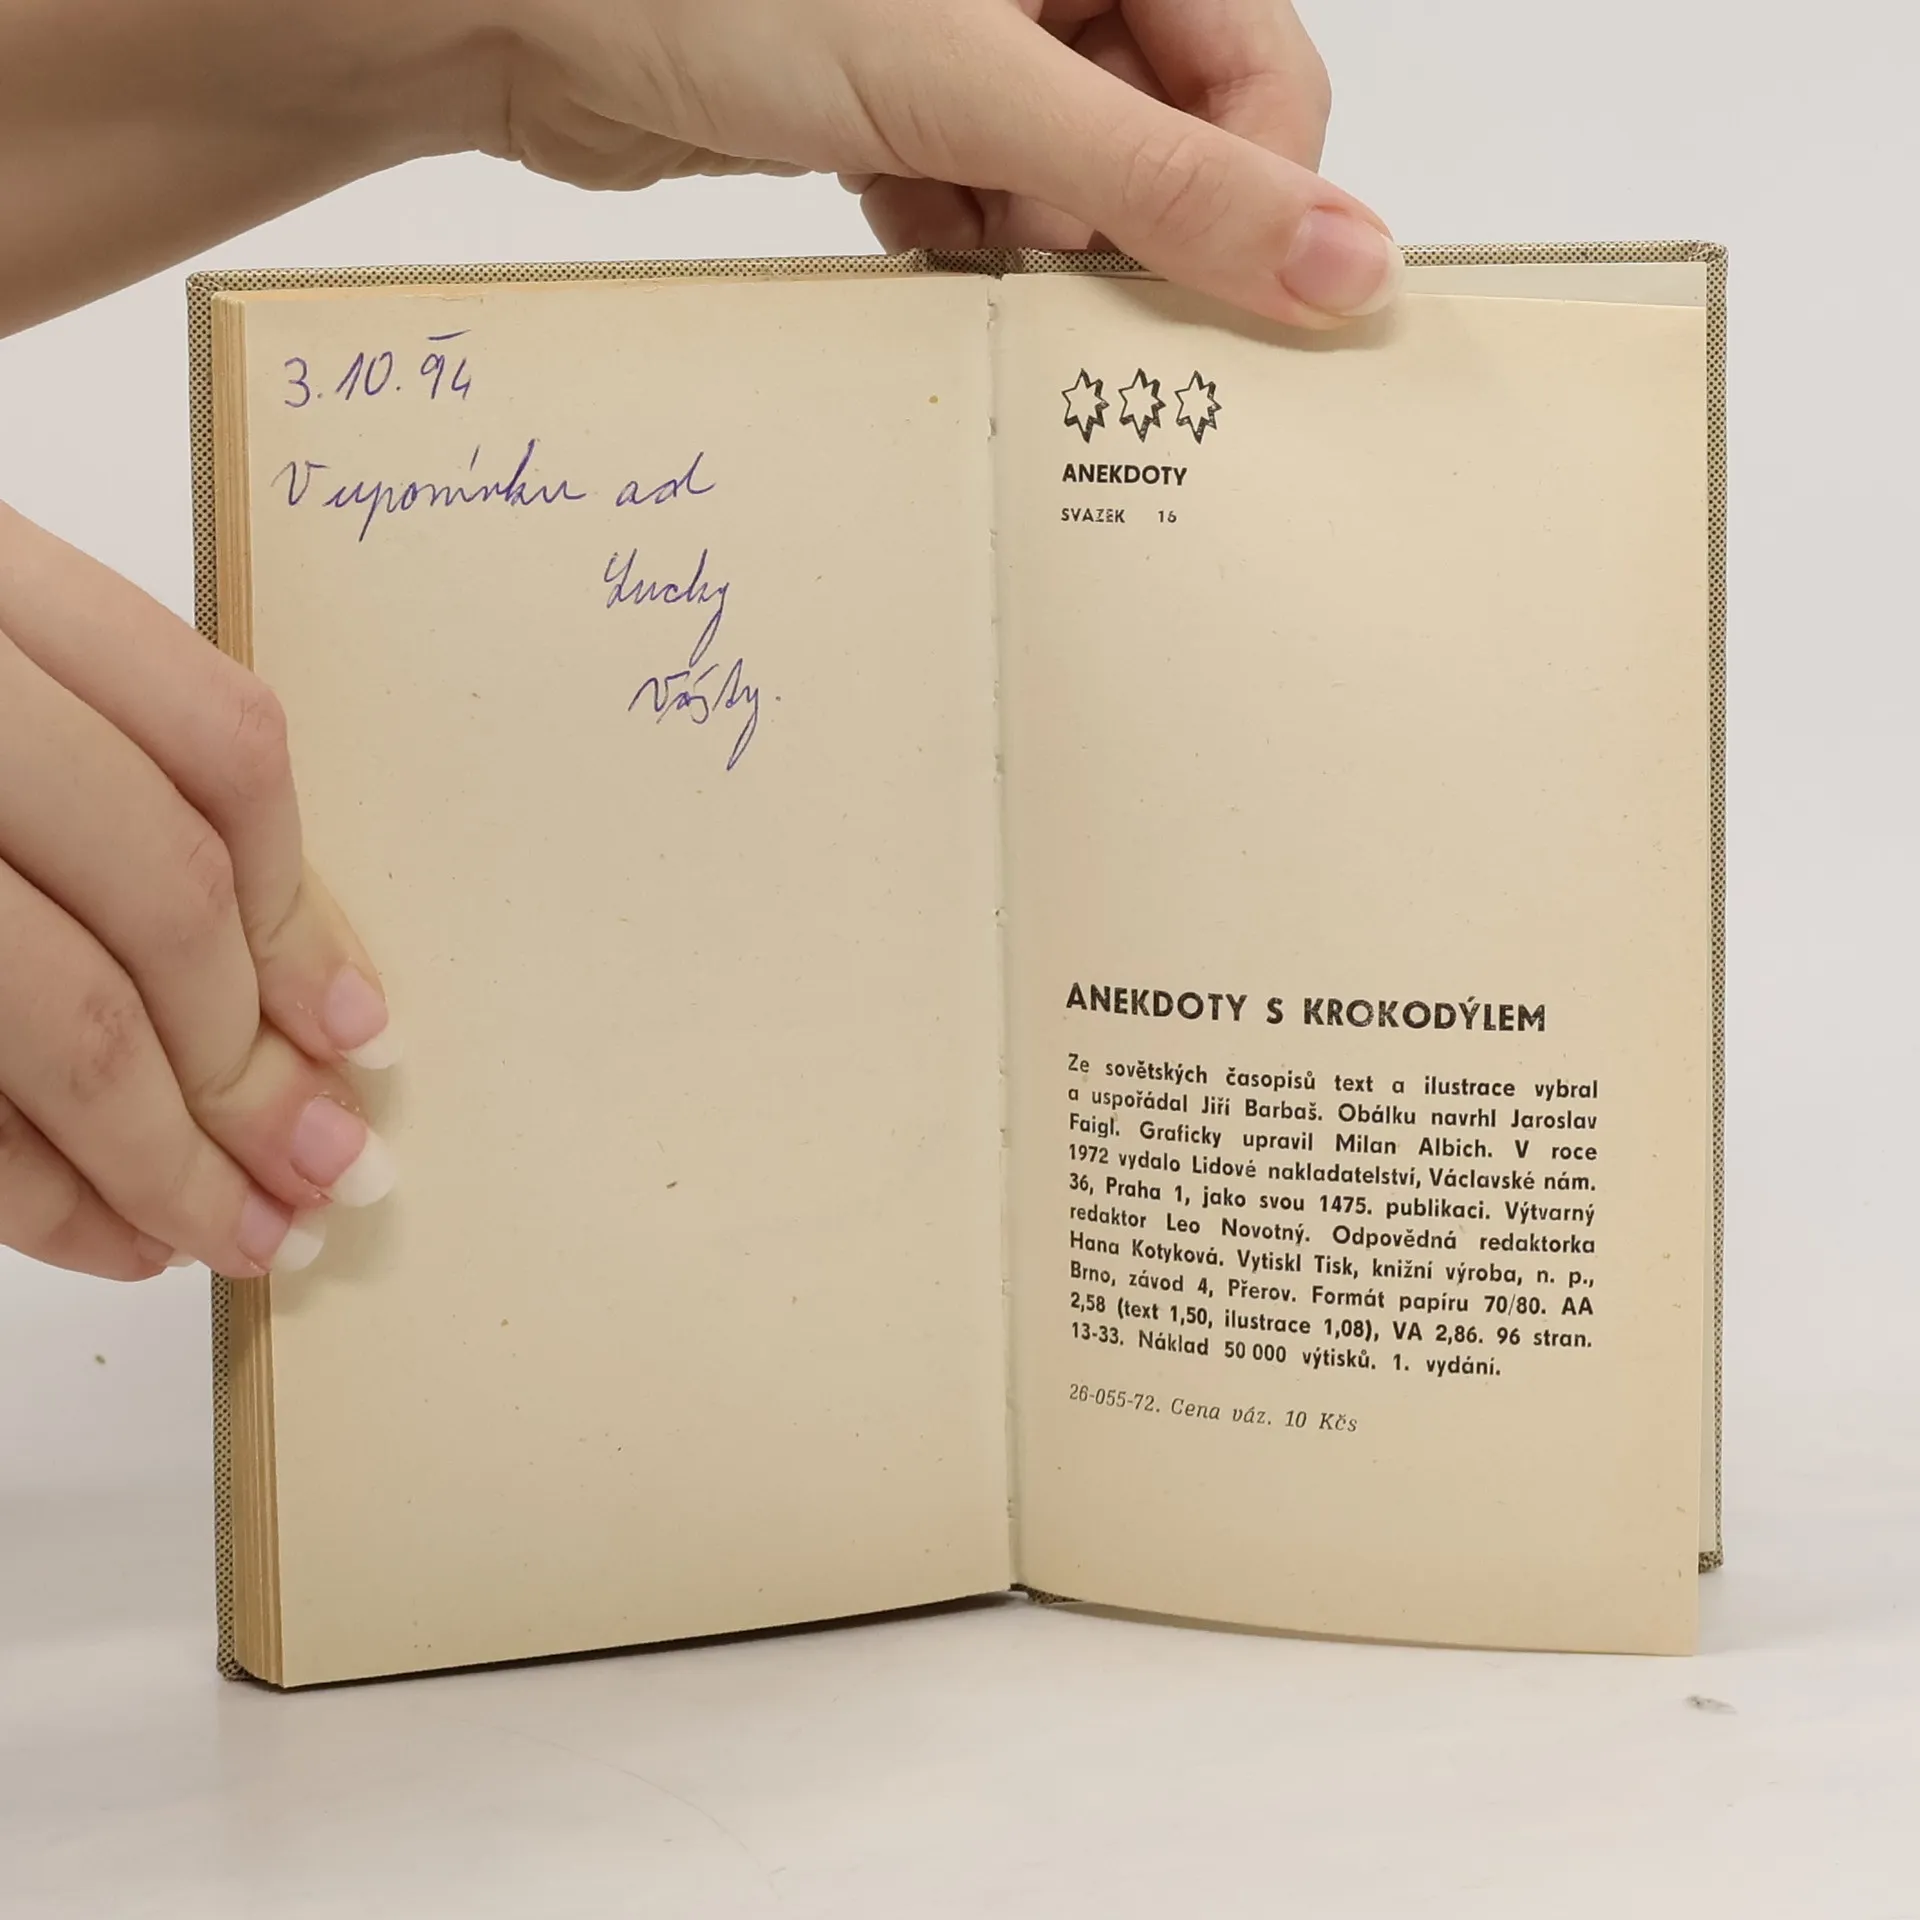 3. 10. 94
V upomínku od
Lucky
Vášty.
ANEKDOTY
SVAZEK 16
ANEKDOTY S KROKODÝLEM
Ze sovětských časopisů text a ilustrace vybral
a uspořádal Jiří Barbaš. Obálku navrhl Jaroslav
Faigl. Graficky upravil Milan Albich. V roce
1972 vydalo Lidové nakladatelství, Václavské nám.
36, Praha 1, jako svou 1475. publikaci. Výtvarný
redaktor Leo Novotný. Odpovědná redaktorka
Hana Kotyková. Vytiskl Tisk, knižní výroba, n. p.,
Brno, závod 4, Přerov. Formát papíru 70/80. AA
2,58 (text 1,50, ilustrace 1,08), VA 2,86. 96 stran.
13-33. Náklad 50 000 výtisků. 1. vydání.
26-055-72. Cena váz. 10 Kčs